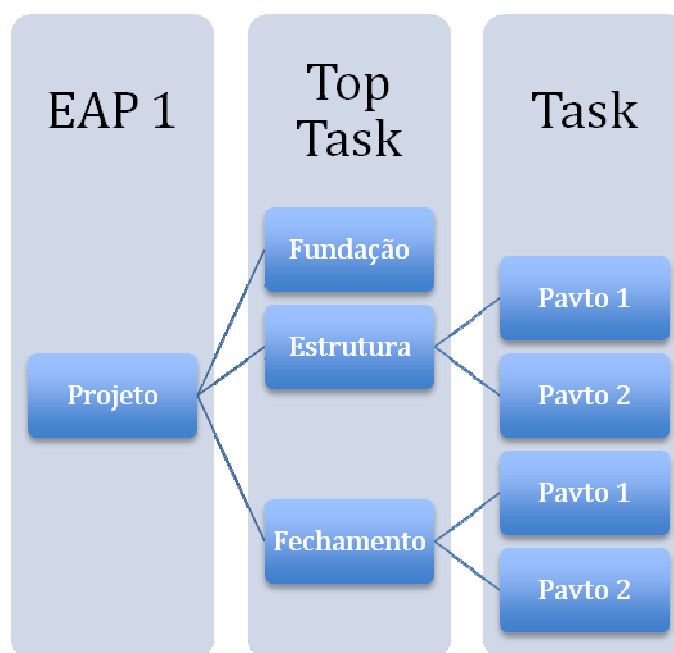 EAP 1
Top
Task
Task
Projeto
Fundação
Estrutura
Fechamento
Pavto 1
Pavto 2
Pavto 1
Pavto 2